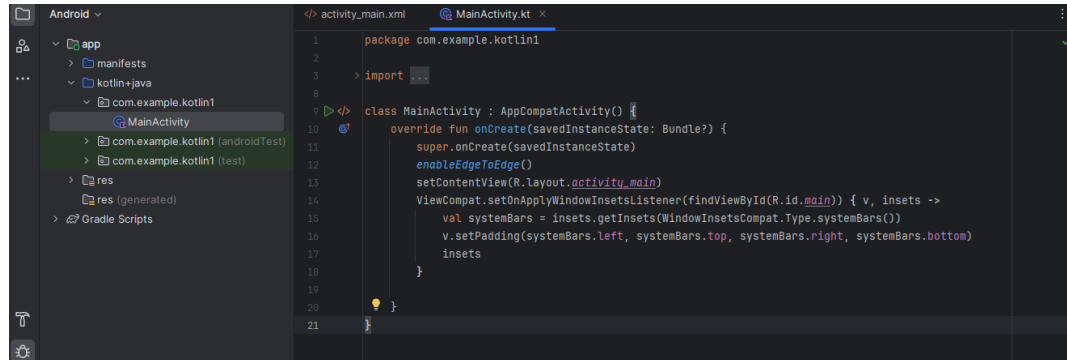 Android
app
manifests
kotlin+java
com.example.kotlin1
MainActivity
com.example.kotlin1 (androidTest)
com.example.kotlin1 (test)
res
res (generated)
Gradle Scripts
activity_main.xml MainActivity.kt
1 package com.example.kotlin1
2
3 import ...
8
9 class MainActivity : AppCompatActivity() {
10 override fun onCreate(savedInstanceState: Bundle?) {
11 super.onCreate(savedInstanceState)
12 enableEdgeToEdge()
13 setContentView(R.layout.activity_main)
14 ViewCompat.setOnApplyWindowInsetsListener(findViewById(R.id.main)) { v, insets ->
15 val systemBars = insets.getInsets(WindowInsetsCompat.Type.systemBars())
16 v.setPadding(systemBars.left, systemBars.top, systemBars.right, systemBars.bottom)
17 insets
18 }
19
20 }
21 }